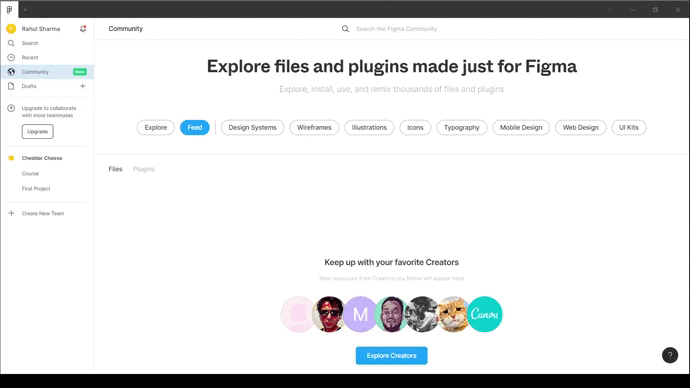 Rahul Sharma
Search
Recent
Community Beta
Drafts
Upgrade to collaborate
with more teammates
Upgrade
Cheddar Cheese
Course
First Project
Create New Team
Community
Search the Figma Community
Explore files and plugins made just for Figma
Explore, install, use, and remix thousands of files and plugins
Explore Feed Design Systems Wireframes Illustrations Icons Typography Mobile Design Web Design UI Kits
Files Plugins
Keep up with your favorite Creators
New resources from Creators you follow will appear here.
M
Canva
Explore Creators
?